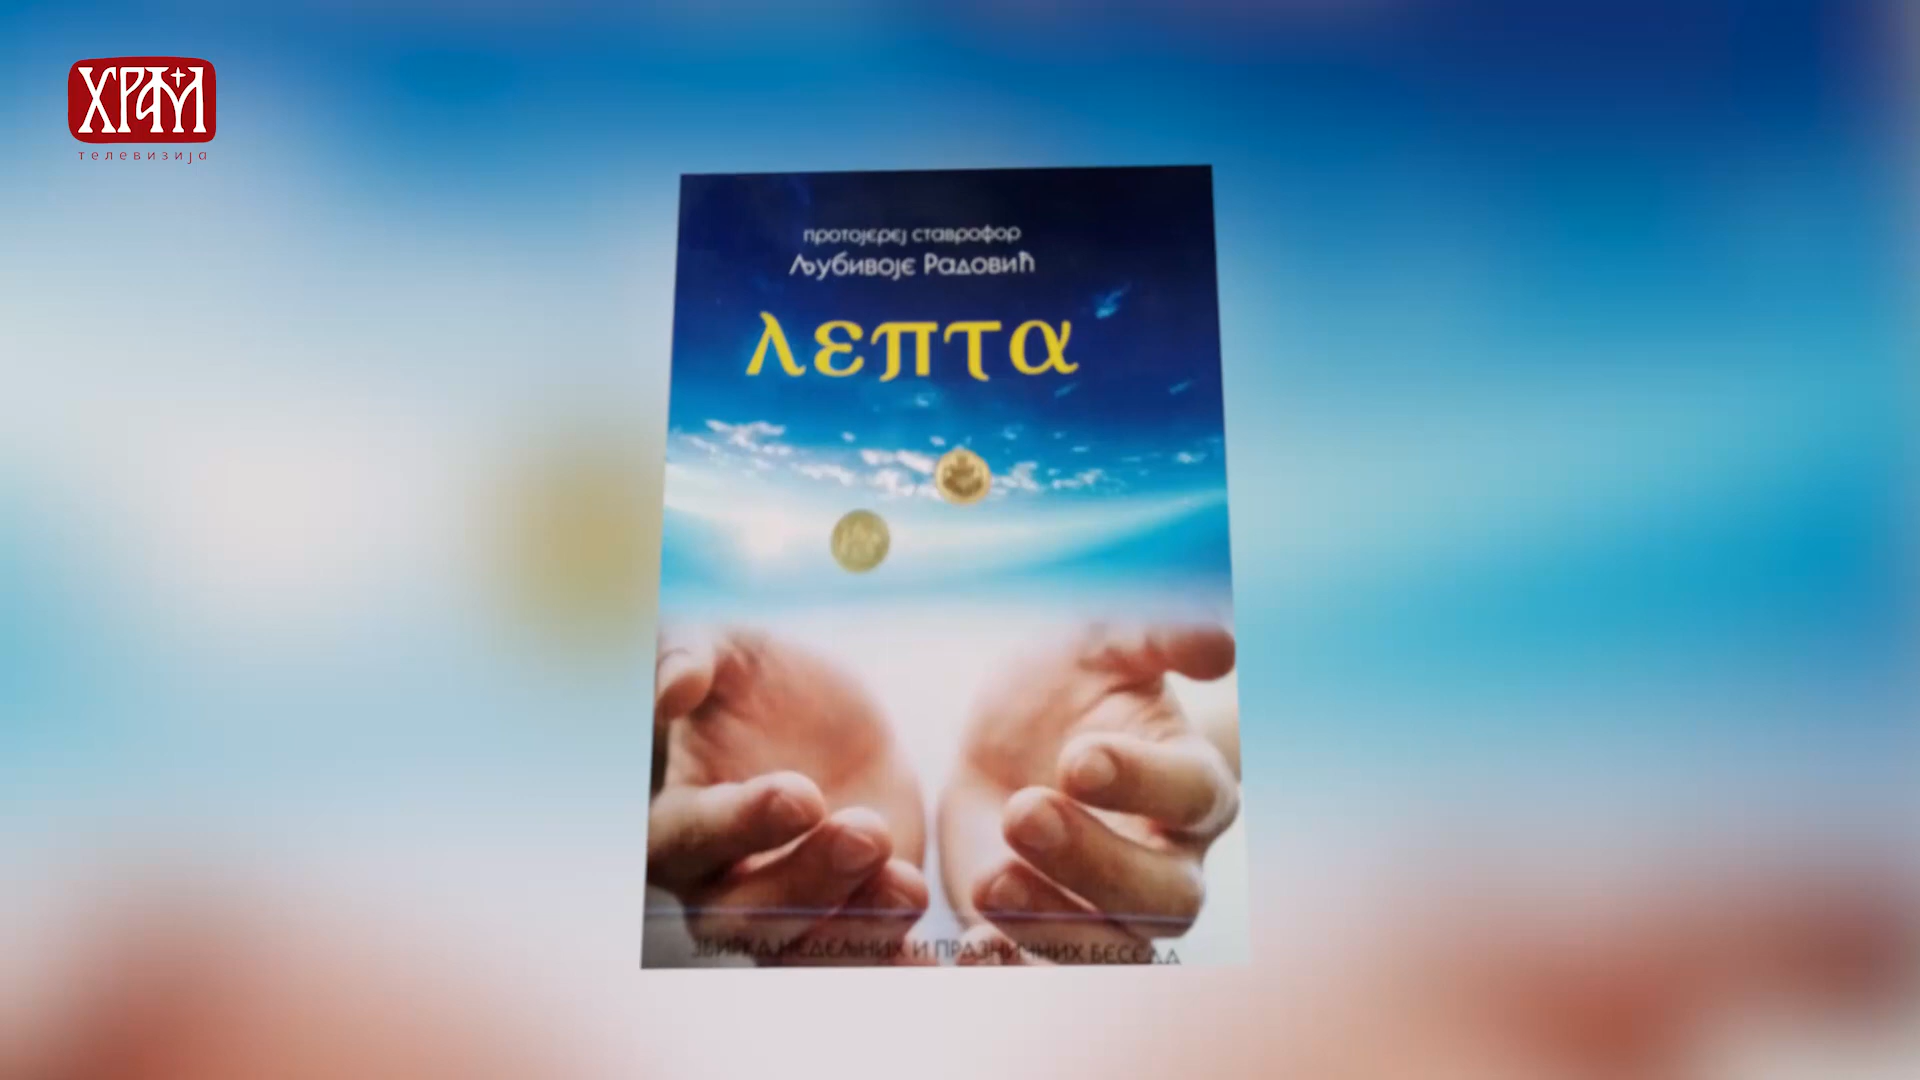 ХРАМ
телевизија
протојереј ставрофор
Љубивоје Радовић
λεπτα
ЗБИРКА НЕДЕЉНИХ И ПРАЗНИЧНИХ БЕСЕДА